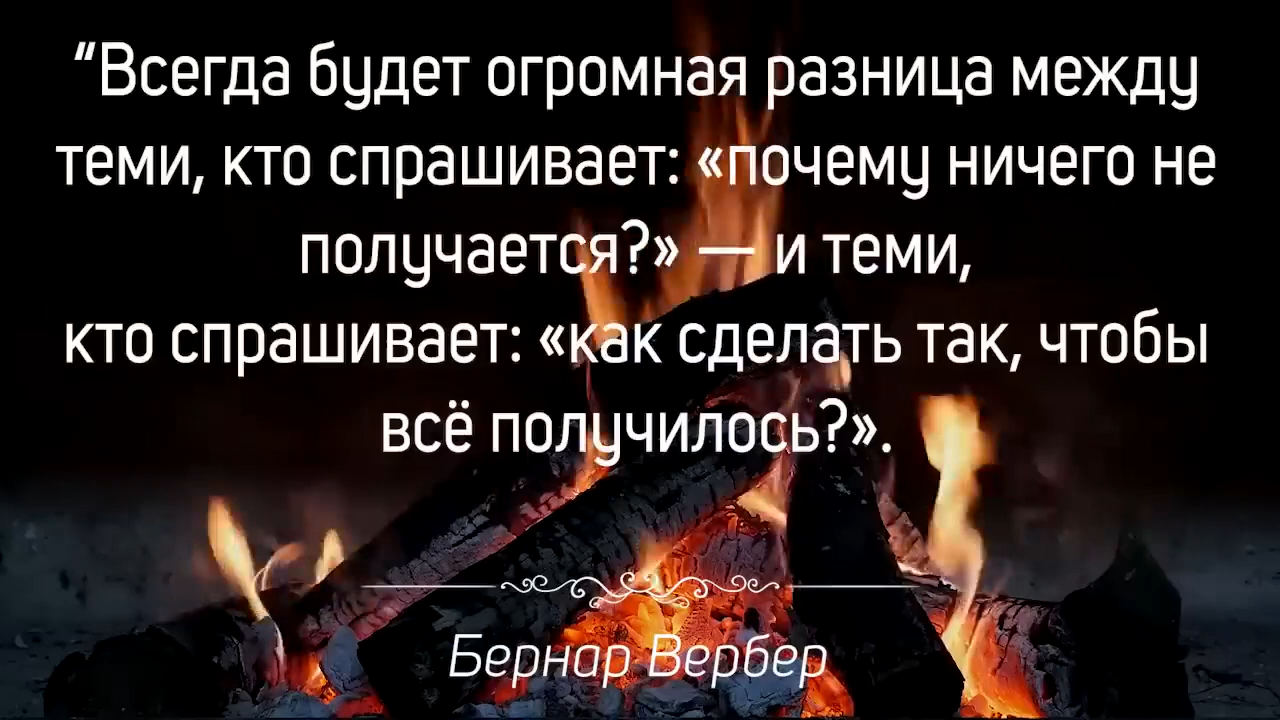 “Всегда будет огромная разница между
теми, кто спрашивает: «почему ничего не
получается?» — и теми,
кто спрашивает: «как сделать так, чтобы
всё получилось?».
Бернар Вербер